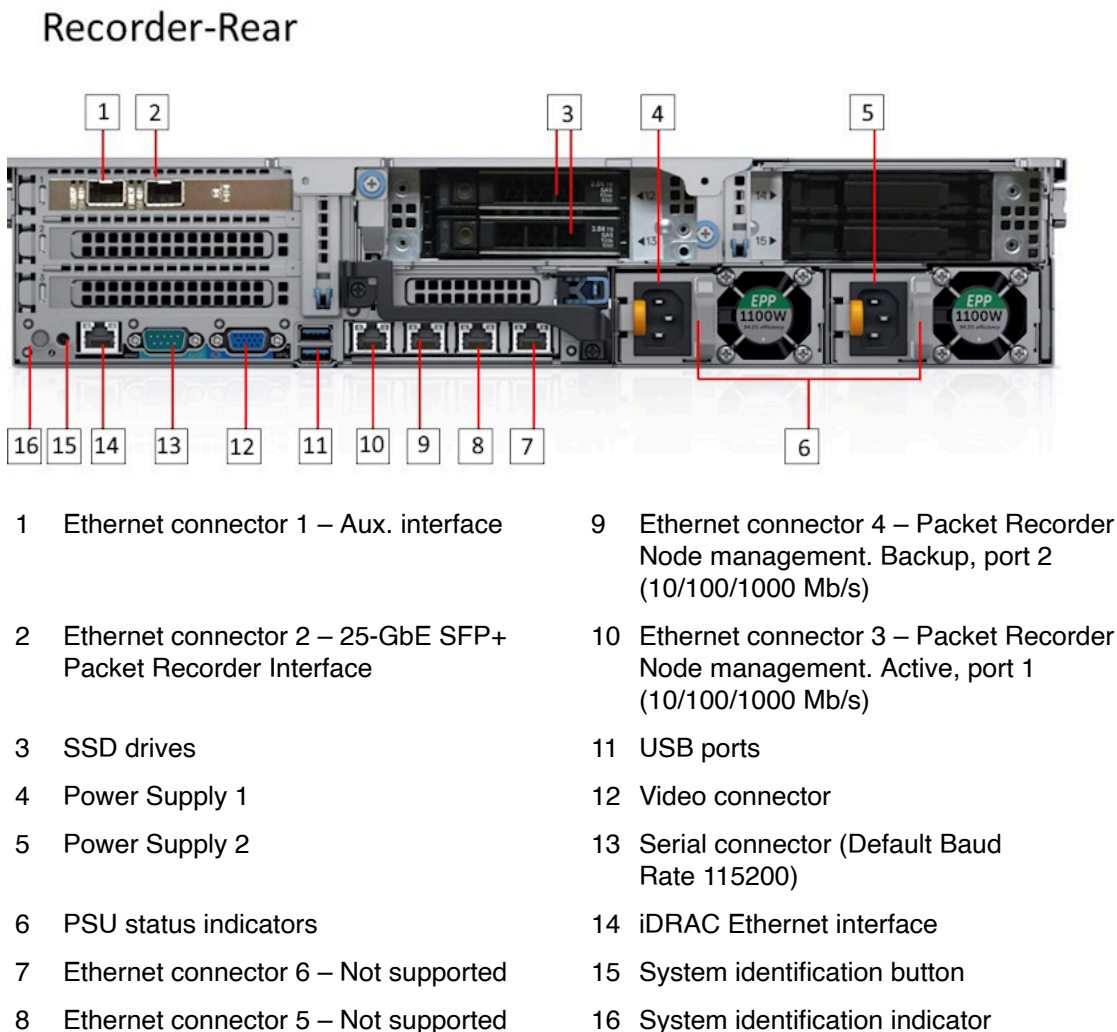 Recorder-Rear
1 2 3 4 5
12
14
13
15
EPP
1100W
EPP
1100W
16 15 14 13 12 11 10 9 8 7 6
1 Ethernet connector 1 – Aux. interface
2 Ethernet connector 2 – 25-GbE SFP+
Packet Recorder Interface
3 SSD drives
4 Power Supply 1
5 Power Supply 2
6 PSU status indicators
7 Ethernet connector 6 – Not supported
8 Ethernet connector 5 – Not supported
9 Ethernet connector 4 – Packet Recorder
Node management. Backup, port 2
(10/100/1000 Mb/s)
10 Ethernet connector 3 – Packet Recorder
Node management. Active, port 1
(10/100/1000 Mb/s)
11 USB ports
12 Video connector
13 Serial connector (Default Baud
Rate 115200)
14 iDRAC Ethernet interface
15 System identification button
16 System identification indicator